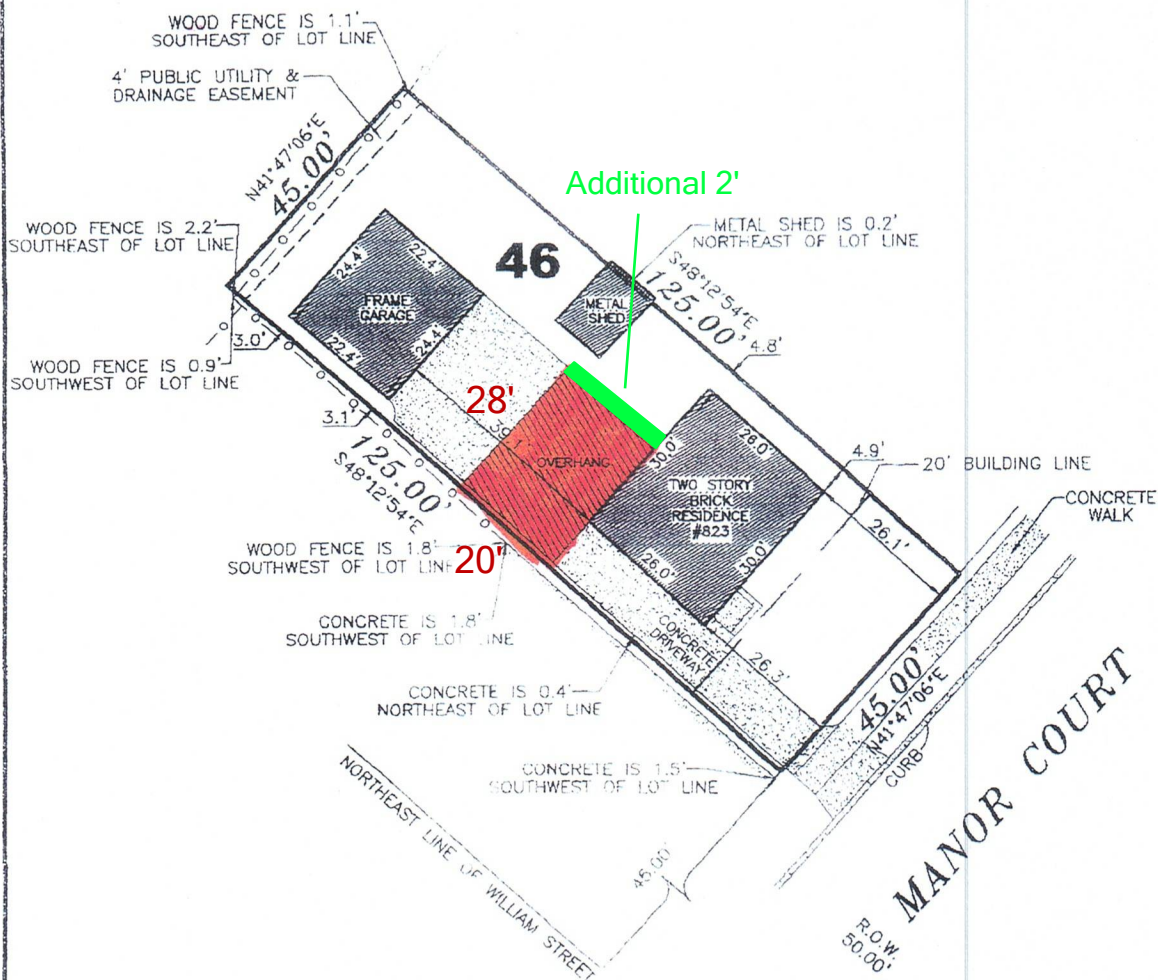 WOOD FENCE IS 1.1'
SOUTHEAST OF LOT LINE
4' PUBLIC UTILITY &
DRAINAGE EASEMENT
N41°47'06"E
45.00'
Additional 2'
WOOD FENCE IS 2.2'
SOUTHEAST OF LOT LINE
METAL SHED IS 0.2'
NORTHEAST OF LOT LINE
46
S48°12'54"E
125.00'
24.4'
22.4'
FRAME
GARAGE
METAL
SHED
22.4'
24.4'
3.0'
4.8'
WOOD FENCE IS 0.9'
SOUTHWEST OF LOT LINE
28'
3.1'
39.1'
OVERHANG
30.0'
26.0'
4.9'
20' BUILDING LINE
125.00'
S48°12'54"E
TWO STORY
BRICK
RESIDENCE
#823
CONCRETE
WALK
26.1'
WOOD FENCE IS 1.8'
SOUTHWEST OF LOT LINE
20'
26.0'
30.0'
CONCRETE IS 1.8'
SOUTHWEST OF LOT LINE
CONCRETE
DRIVEWAY
26.3'
CONCRETE IS 0.4'
NORTHEAST OF LOT LINE
45.00'
N41°47'06"E
CURB
CONCRETE IS 1.5'
SOUTHWEST OF LOT LINE
MANOR COURT
NORTHEAST LINE OF WILLIAM STREET
45.00'
R.O.W.
50.00'